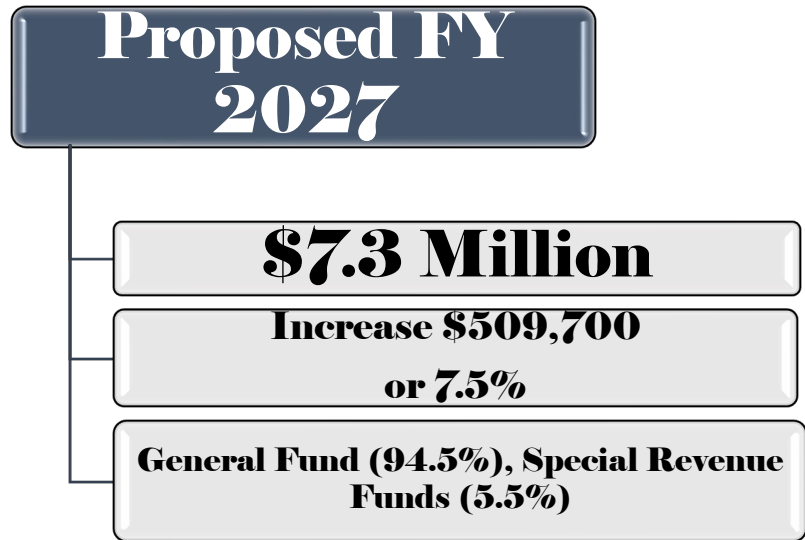 Proposed FY
2027
$7.3 Million
Increase $509,700
or 7.5%
General Fund (94.5%), Special Revenue
Funds (5.5%)